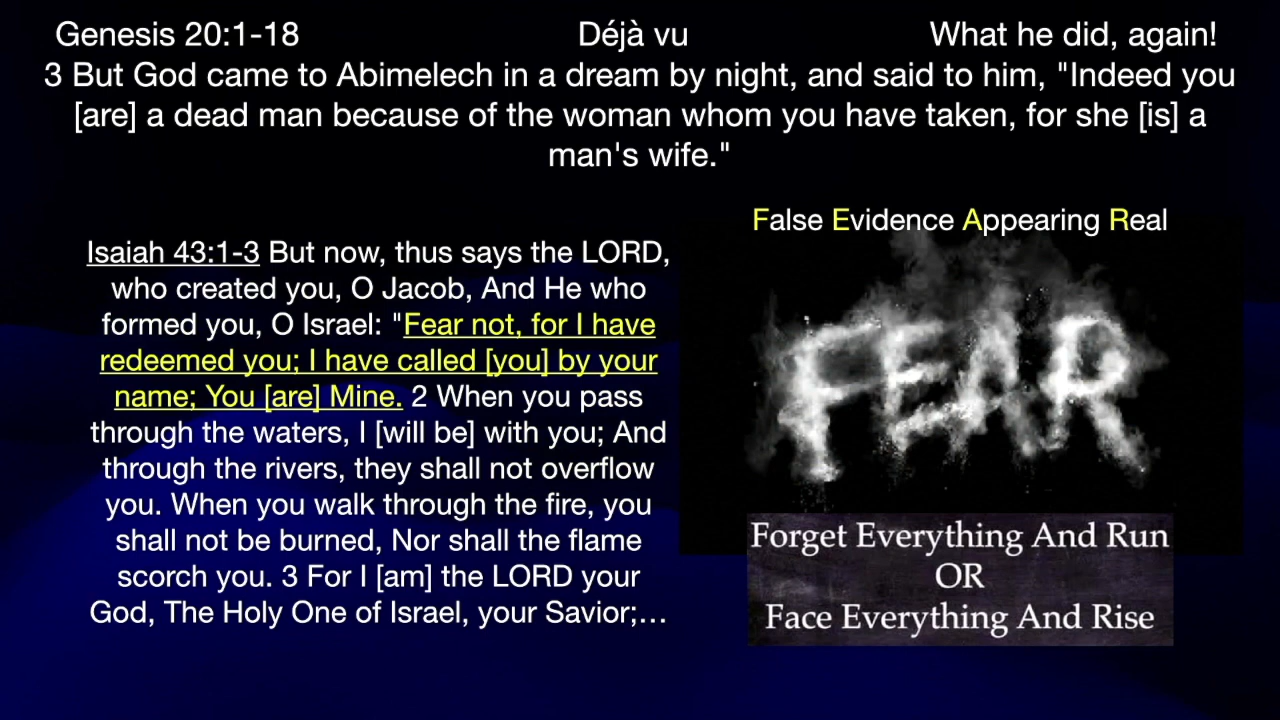 Genesis 20:1-18 Déjà vu What he did, again!
3 But God came to Abimelech in a dream by night, and said to him, "Indeed you
[are] a dead man because of the woman whom you have taken, for she [is] a
man's wife."
Isaiah 43:1-3 But now, thus says the LORD,
who created you, O Jacob, And He who
formed you, O Israel: "Fear not, for I have
redeemed you; I have called [you] by your
name; You [are] Mine. 2 When you pass
through the waters, I [will be] with you; And
through the rivers, they shall not overflow
you. When you walk through the fire, you
shall not be burned, Nor shall the flame
scorch you. 3 For I [am] the LORD your
God, The Holy One of Israel, your Savior;…
False Evidence Appearing Real
FEAR
Forget Everything And Run
OR
Face Everything And Rise